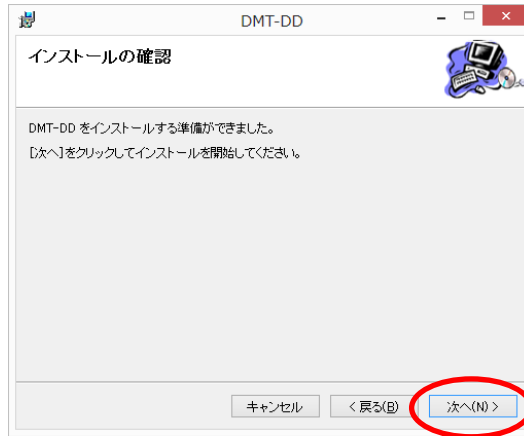 DMT-DD
インストールの確認
DMT-DD をインストールする準備ができました。
[次へ]をクリックしてインストールを開始してください。
キャンセル
< 戻る(B)
次へ(N) >